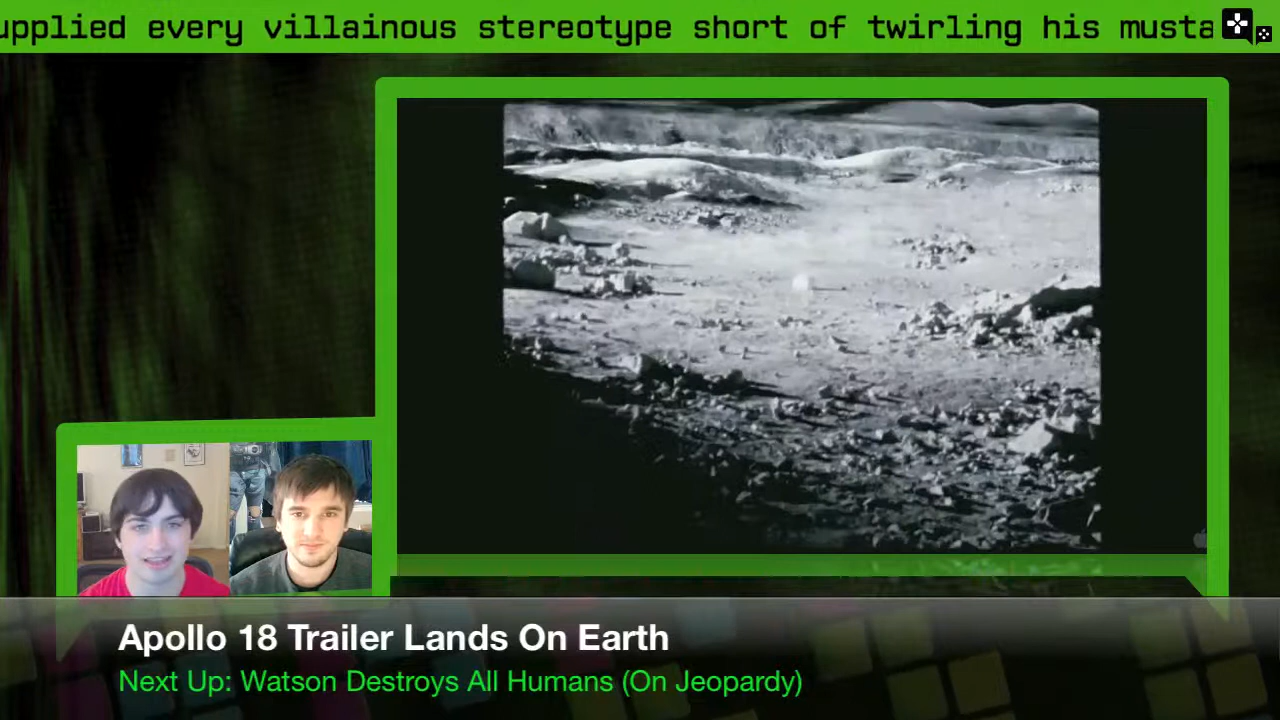 upplied every villainous stereotype short of twirling his musta
Apollo 18 Trailer Lands On Earth
Next Up: Watson Destroys All Humans (On Jeopardy)